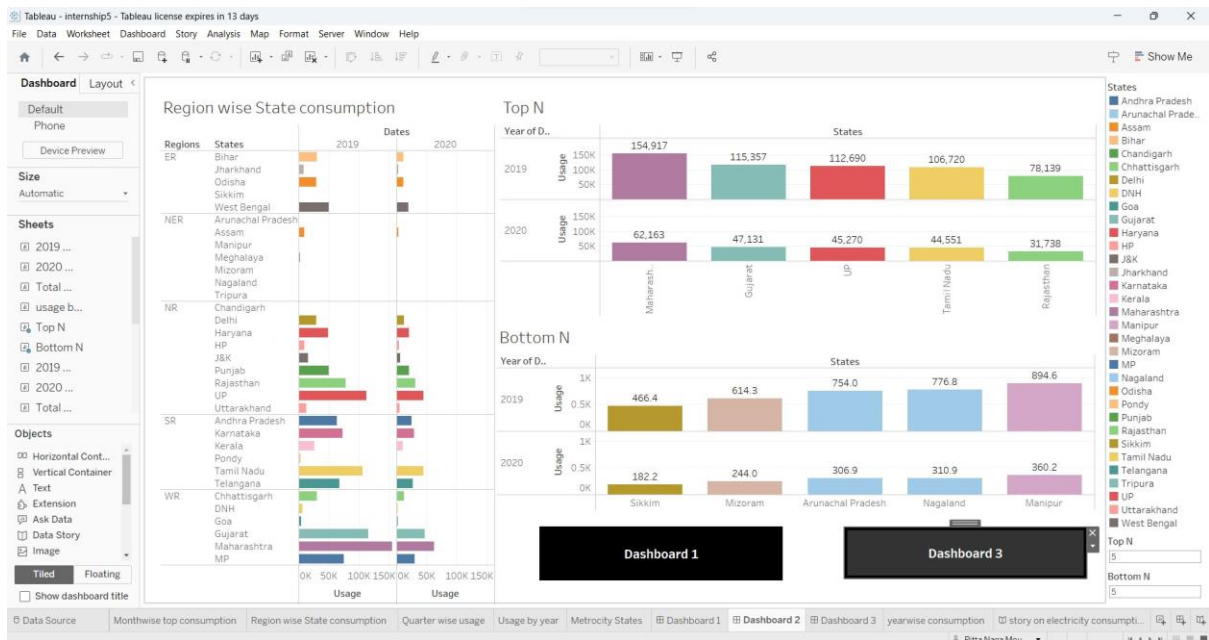 Tableau - internship5 - Tableau license expires in 13 days
File Data Worksheet Dashboard Story Analysis Map Format Server Window Help
Show Me
Dashboard Layout
Default
Phone
Device Preview
Size
Automatic
Sheets
2019 ...
2020 ...
Total ...
usage b...
Top N
Bottom N
2019 ...
2020 ...
Total ...
Objects
Horizontal Cont...
Vertical Container
Text
Extension
Ask Data
Data Story
Image
Tiled Floating
Show dashboard title
Region wise State consumption
Dates
Regions States 2019 2020
ER Bihar
Jharkhand
Odisha
Sikkim
West Bengal
NER Arunachal Pradesh
Assam
Manipur
Meghalaya
Mizoram
Nagaland
Tripura
NR Chandigarh
Delhi
Haryana
HP
J&K
Punjab
Rajasthan
UP
Uttarakhand
SR Andhra Pradesh
Karnataka
Kerala
Pondy
Tamil Nadu
Telangana
WR Chhattisgarh
DNH
Goa
Gujarat
Maharashtra
MP
0K 50K 100K 150K 0K 50K 100K 150K
Usage Usage
Top N
Year of D.. States
2019 Usage 150K 100K 50K
154,917 115,357 112,690 106,720 78,139
2020 Usage 150K 100K 50K
62,163 47,131 45,270 44,551 31,738
Maharash.. Gujarat UP Tamil Nadu Rajasthan
Bottom N
Year of D.. States
2019 Usage 1K 0.5K 0K
466.4 614.3 754.0 776.8 894.6
2020 Usage 1K 0.5K 0K
182.2 244.0 306.9 310.9 360.2
Sikkim Mizoram Arunachal Pradesh Nagaland Manipur
Dashboard 1 Dashboard 3
States
Andhra Pradesh
Arunachal Prade..
Assam
Bihar
Chandigarh
Chhattisgarh
Delhi
DNH
Goa
Gujarat
Haryana
HP
J&K
Jharkhand
Karnataka
Kerala
Maharashtra
Manipur
Meghalaya
Mizoram
MP
Nagaland
Odisha
Pondy
Punjab
Rajasthan
Sikkim
Tamil Nadu
Telangana
Tripura
UP
Uttarakhand
West Bengal
Top N
5
Bottom N
5
Data Source Monthwise top consumption Region wise State consumption Quarter wise usage Usage by year Metrocity States Dashboard 1 Dashboard 2 Dashboard 3 yearwise consumption story on electricity consumpti...